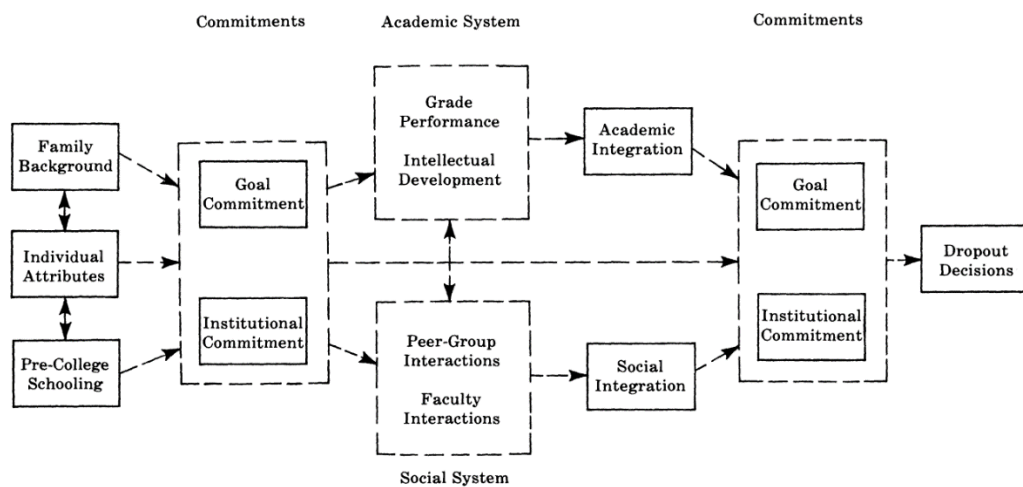 Commitments
Academic System
Commitments
Family
Background
Individual
Attributes
Pre-College
Schooling
Goal
Commitment
Institutional
Commitment
Grade
Performance
Intellectual
Development
Peer-Group
Interactions
Faculty
Interactions
Social System
Academic
Integration
Social
Integration
Goal
Commitment
Institutional
Commitment
Dropout
Decisions